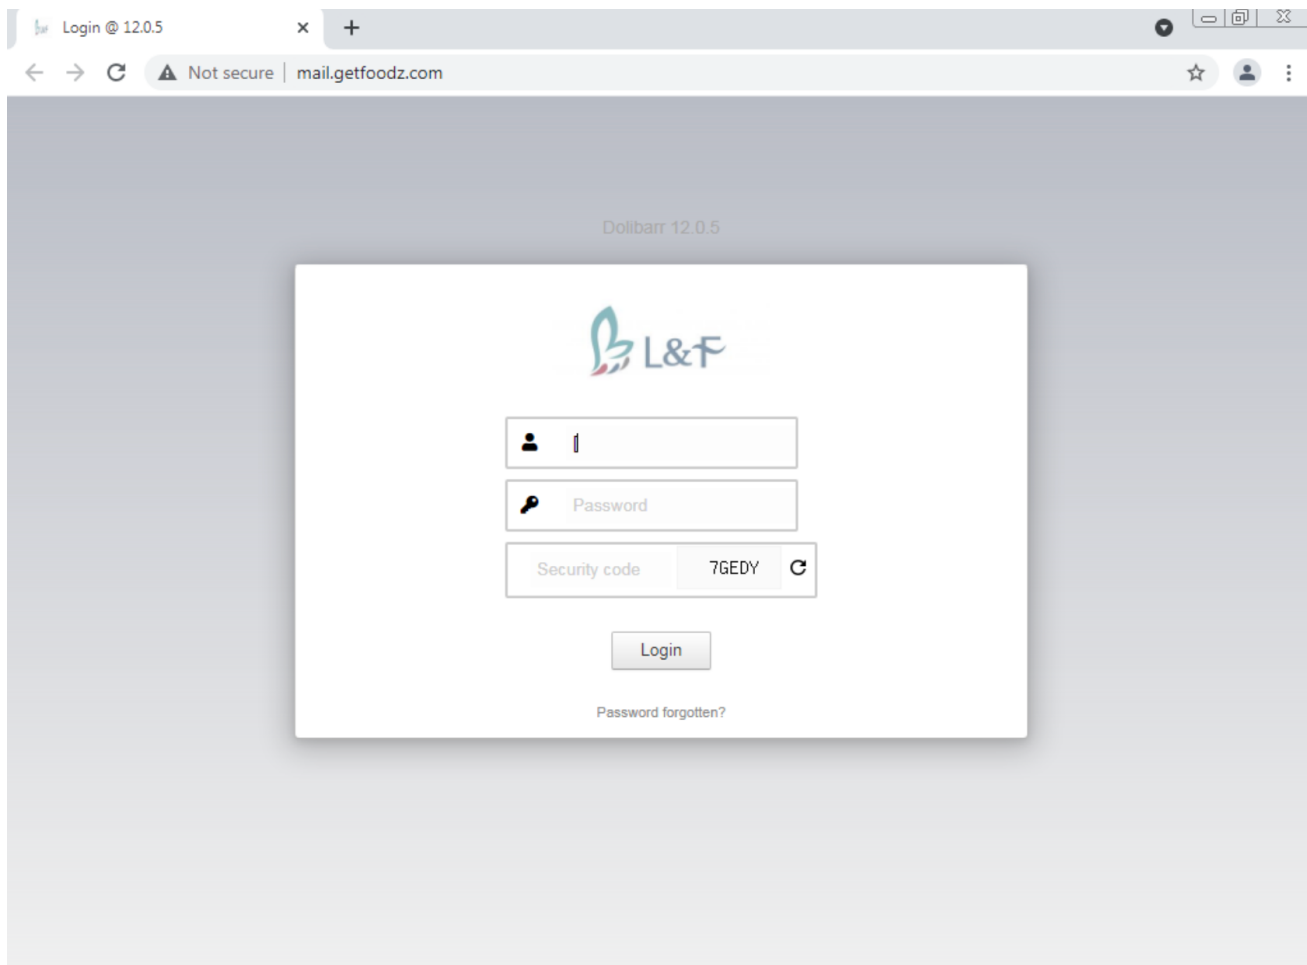 Login @ 12.0.5
Not secure
mail.getfoodz.com
Dolibarr 12.0.5
L&F
Password
Security code
7GEDY
Login
Password forgotten?